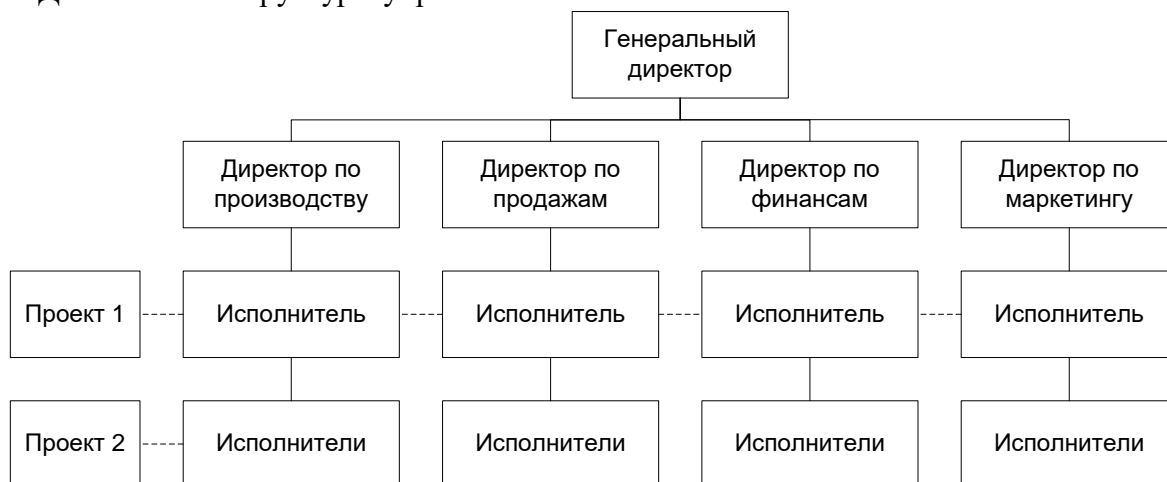 Генеральный
директор
Директор по
производству
Директор по
продажам
Директор по
финансам
Директор по
маркетингу
Проект 1
Исполнитель
Исполнитель
Исполнитель
Исполнитель
Проект 2
Исполнители
Исполнители
Исполнители
Исполнители